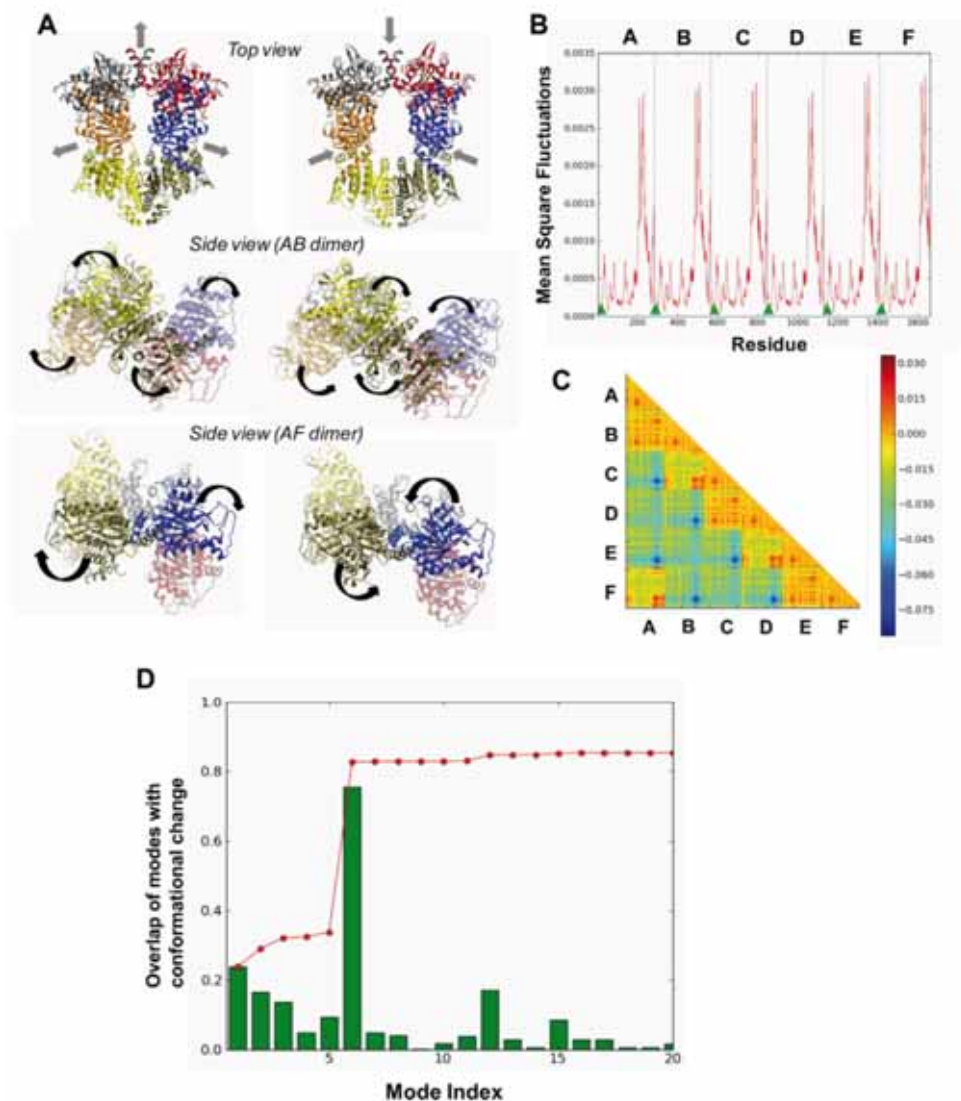 A
Top view
Side view (AB dimer)
Side view (AF dimer)
B
A B C D E F
Mean Square Fluctuations
0.0035
0.0030
0.0025
0.0020
0.0015
0.0010
0.0005
0.0000
200 400 600 800 1000 1200 1400 1600
Residue
C
A
B
C
D
E
F
A B C D E F
0.030
0.015
0.000
−0.015
−0.030
−0.045
−0.060
−0.075
D
Overlap of modes with
conformational change
1.0
0.8
0.6
0.4
0.2
0.0
5 10 15 20
Mode Index